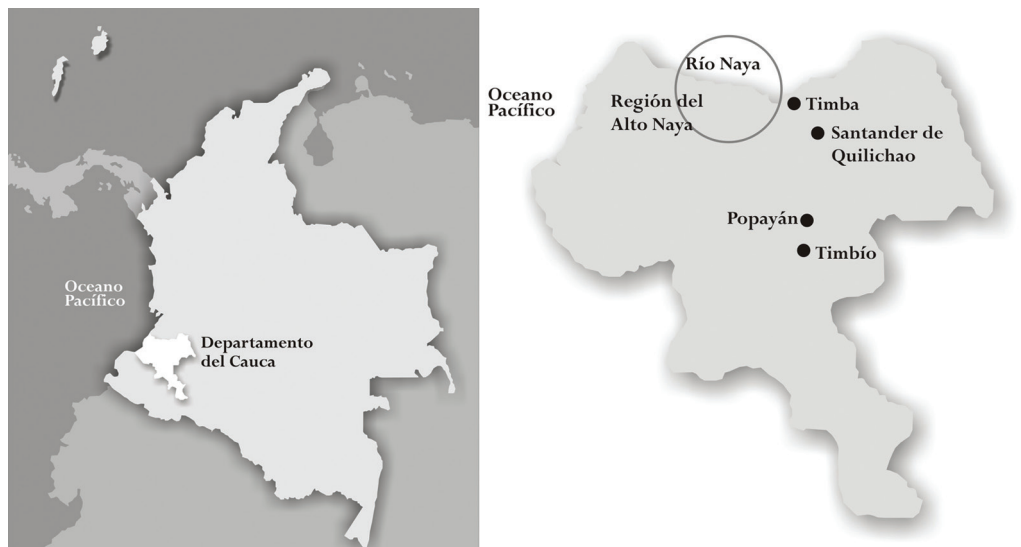 Oceano
Pacífico
Departamento
del Cauca
Río Naya
Oceano
Pacífico
Región del
Alto Naya
Timba
Santander de
Quilichao
Popayán
Timbío